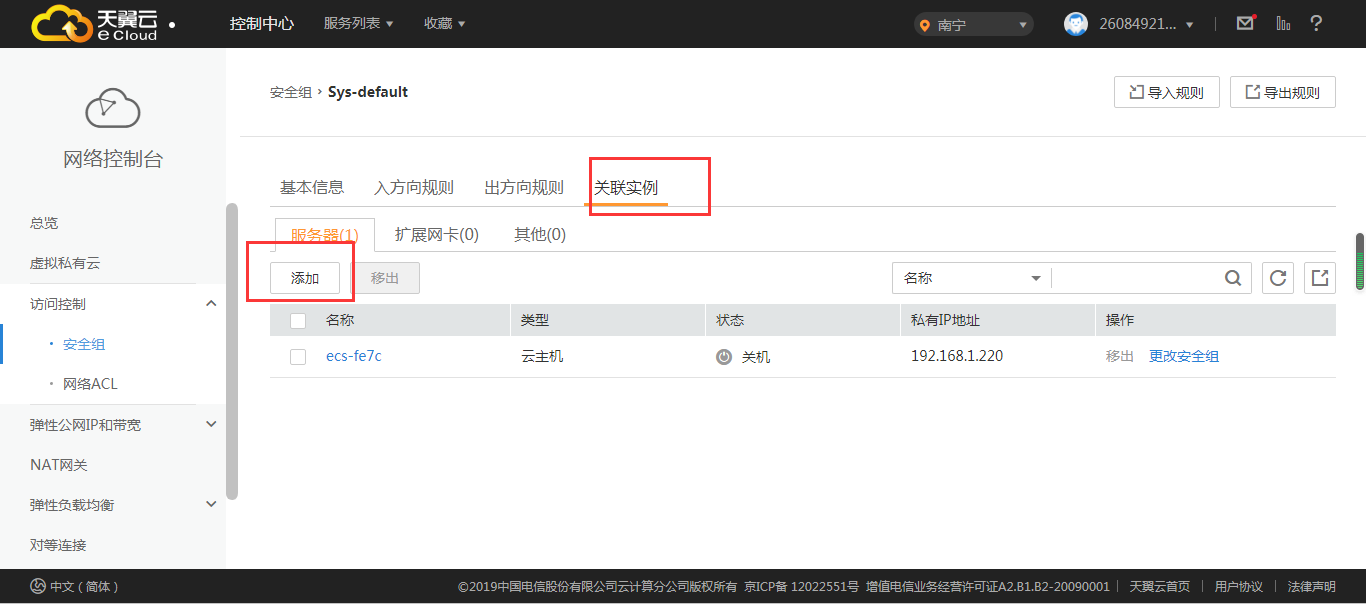 天翼云
e Cloud
控制中心 服务列表 收藏 南宁 26084921...
网络控制台
总览
虚拟私有云
访问控制
安全组
网络ACL
弹性公网IP和带宽
NAT网关
弹性负载均衡
对等连接
安全组 › Sys-default 导入规则 导出规则
基本信息 入方向规则 出方向规则 关联实例
服务器(1) 扩展网卡(0) 其他(0)
添加 移出 名称
名称 类型 状态 私有IP地址 操作
ecs-fe7c 云主机 关机 192.168.1.220 移出 更改安全组
中文（简体） ©2019中国电信股份有限公司云计算分公司版权所有 京ICP备 12022551号 增值电信业务经营许可证A2.B1.B2-20090001 天翼云首页 用户协议 法律声明